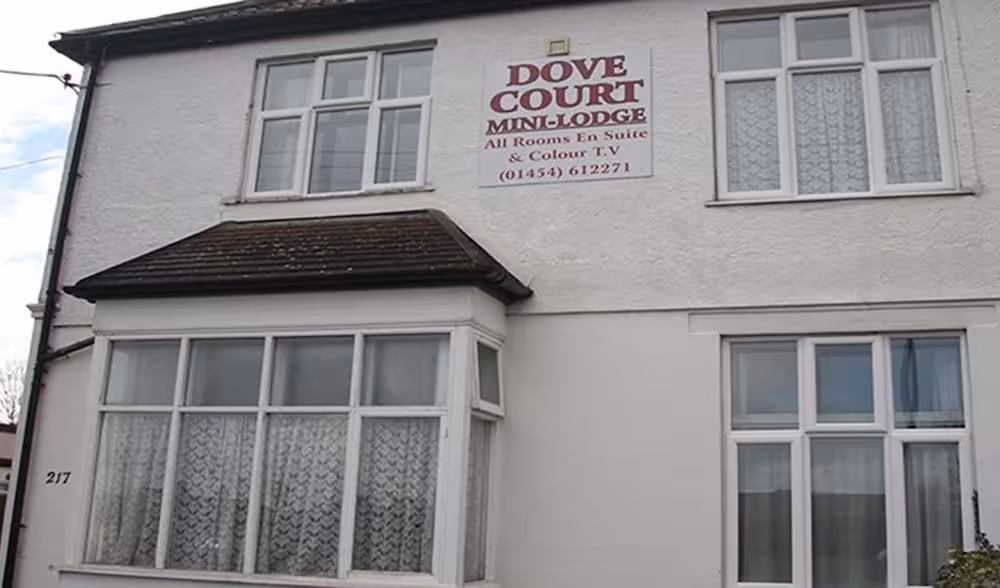 DOVE
COURT
MINI-LODGE
All Rooms En Suite
& Colour T.V
(01454) 612271
217